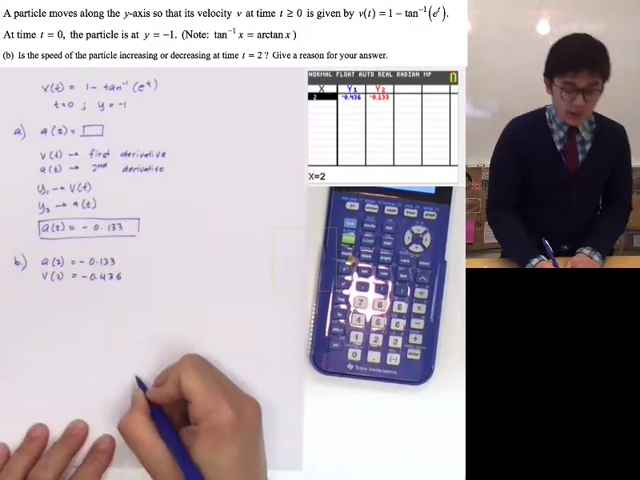 A particle moves along the y-axis so that its velocity v at time t ≥ 0 is given by v(t) = 1 − tan⁻¹(eᵗ).
At time t = 0, the particle is at y = −1. (Note: tan⁻¹ x = arctan x)
(b) Is the speed of the particle increasing or decreasing at time t = 2? Give a reason for your answer.
v(t) = 1 - tan⁻¹(eᵗ)
t=0 ; y = -1
a) a(2) =
v(t) → first derivative
a(t) → 2nd derivative
y₁ → v(t)
y₂ → a(t)
a(2) = - 0.133
b) a(2) = - 0.133
v(2) = - 0.436
NORMAL FLOAT AUTO REAL RADIAN MP
X Y1 Y2
2 -0.436 -0.133
X=2
Texas Instruments